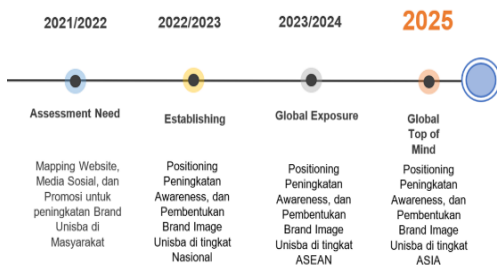 2021/2022
2022/2023
2023/2024
2025
Assessment Need
Establishing
Global Exposure
Global
Top of
Mind
Mapping Website,
Media Sosial, dan
Promosi untuk
peningkatan Brand
Unisba di
Masyarakat
Positioning
Peningkatan
Awareness, dan
Pembentukan
Brand Image
Unisba di tingkat
Nasional
Positioning
Peningkatan
Awareness, dan
Pembentukan
Brand Image
Unisba di tingkat
ASEAN
Positioning
Peningkatan
Awareness, dan
Pembentukan
Brand Image
Unisba di tingkat
ASIA